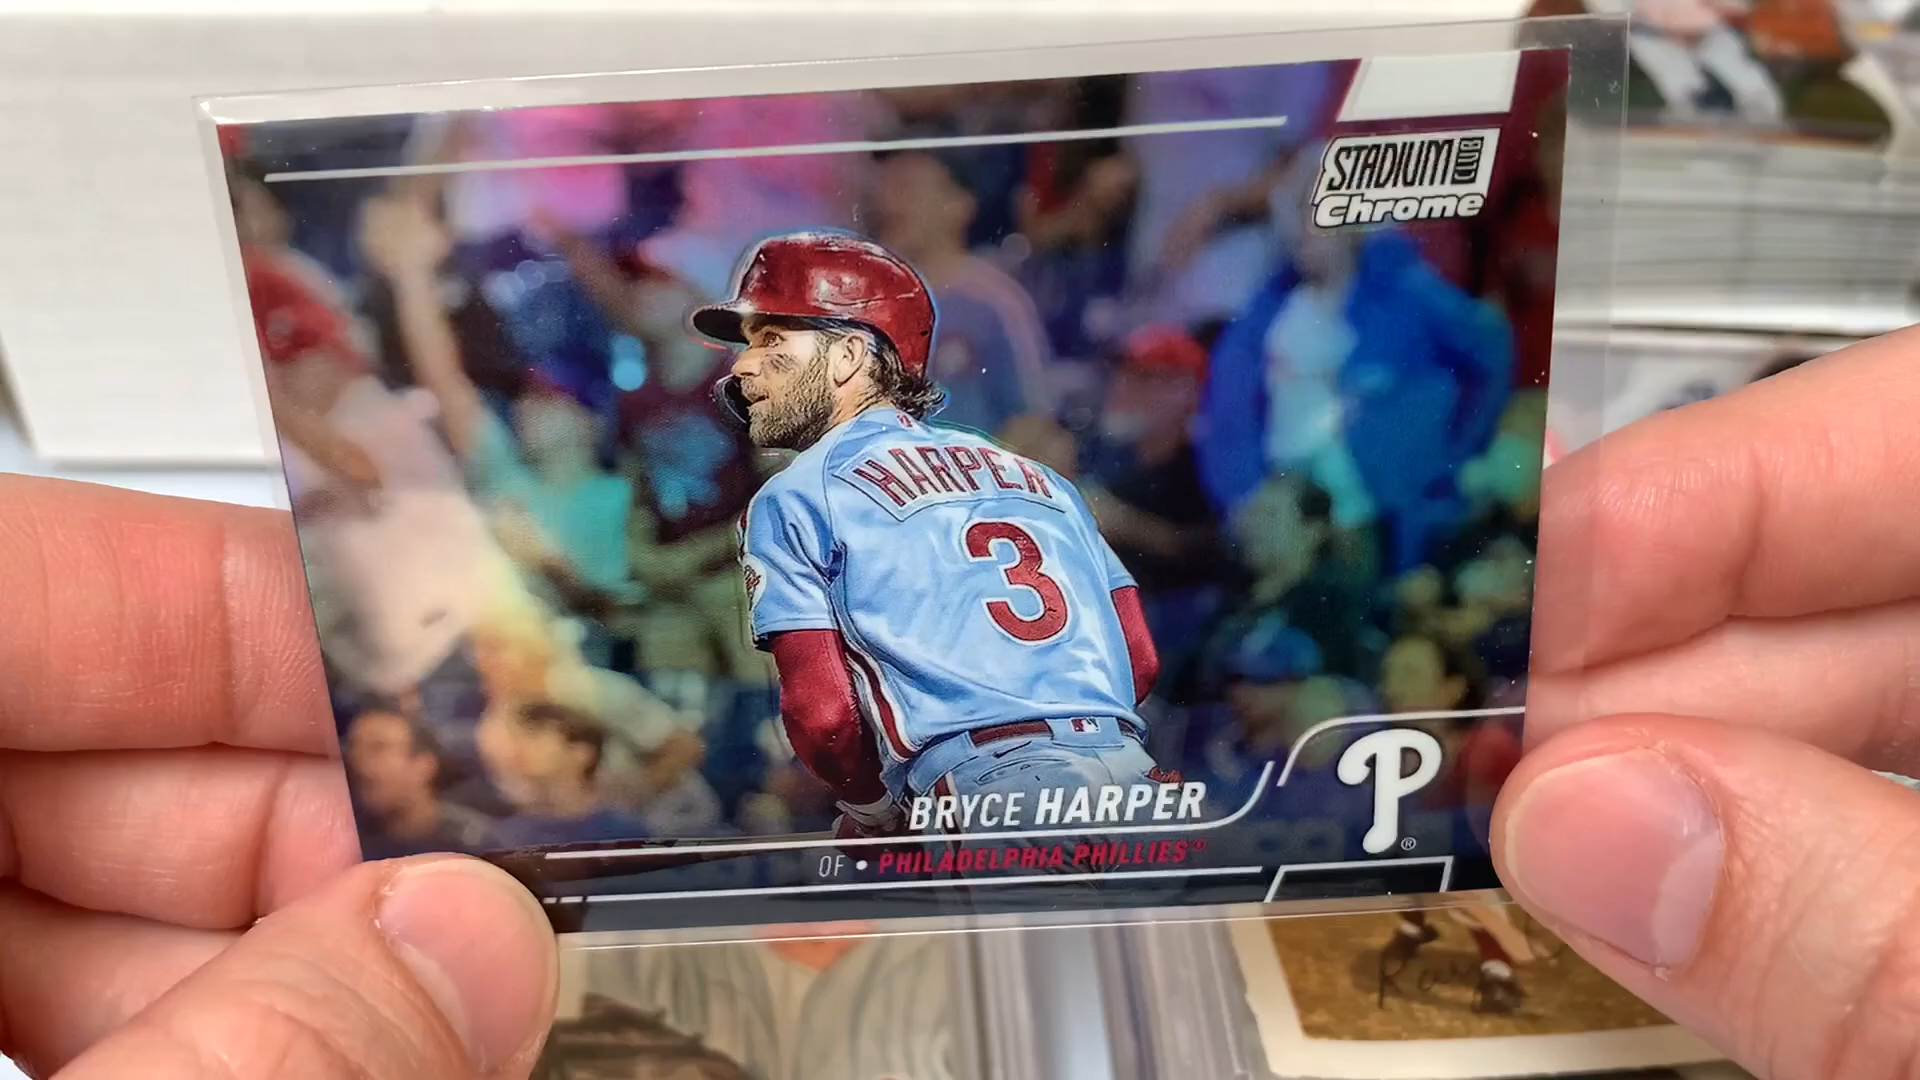 STADIUM CLUB
Chrome
HARPER
3
BRYCE HARPER
P®
OF • PHILADELPHIA PHILLIES